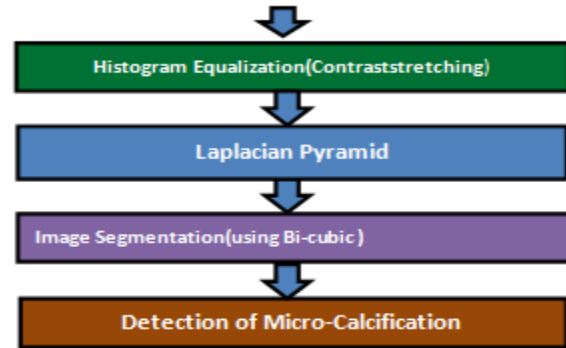 Histogram Equalization(Contraststretching)
Laplacian Pyramid
Image Segmentation(using Bi-cubic)
Detection of Micro-Calcification